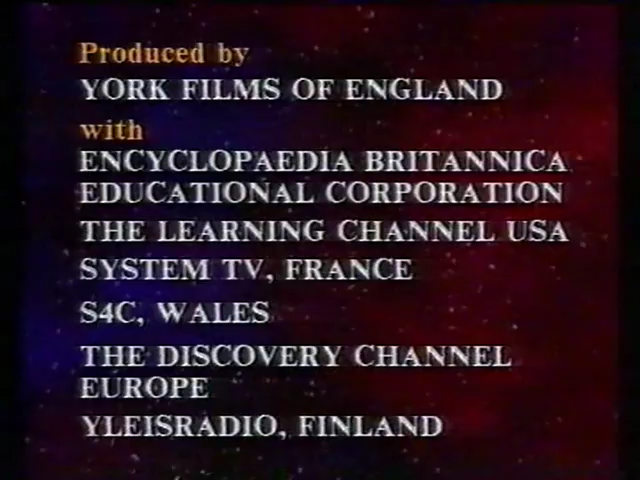 Produced by
YORK FILMS OF ENGLAND
with
ENCYCLOPAEDIA BRITANNICA
EDUCATIONAL CORPORATION
THE LEARNING CHANNEL USA
SYSTEM TV, FRANCE
S4C, WALES
THE DISCOVERY CHANNEL
EUROPE
YLEISRADIO, FINLAND